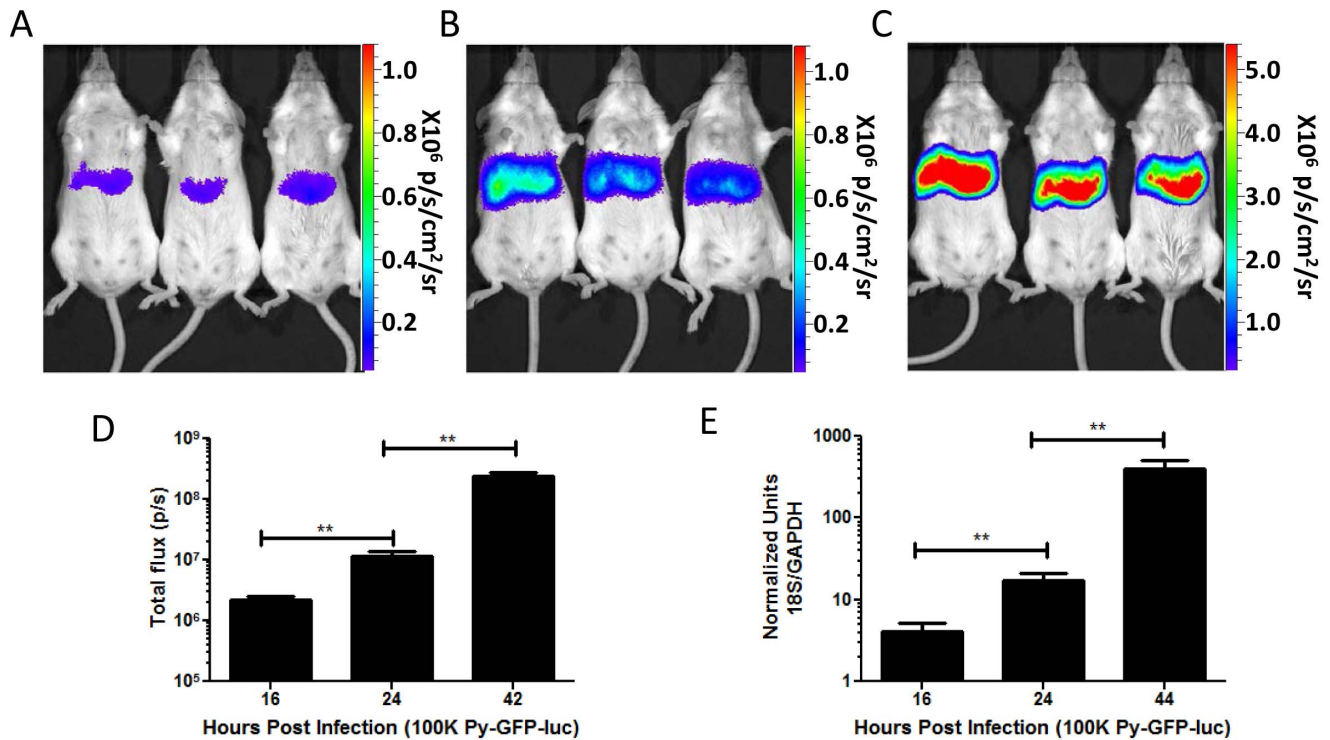 A
1.0
0.8
0.6
0.4
0.2
X10⁶ p/s/cm²/sr
B
1.0
0.8
0.6
0.4
0.2
X10⁶ p/s/cm²/sr
C
5.0
4.0
3.0
2.0
1.0
X10⁶ p/s/cm²/sr
D
Total flux (p/s)
10⁹
10⁸
10⁷
10⁶
10⁵
**
**
16
24
42
Hours Post Infection (100K Py-GFP-luc)
E
Normalized Units
18S/GAPDH
1000
100
10
1
**
**
16
24
44
Hours Post Infection (100K Py-GFP-luc)